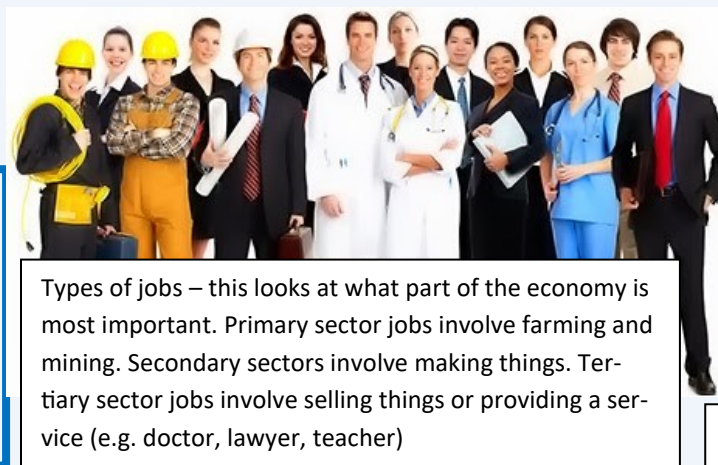 Types of jobs – this looks at what part of the economy is
most important. Primary sector jobs involve farming and
mining. Secondary sectors involve making things. Ter-
tiary sector jobs involve selling things or providing a ser-
vice (e.g. doctor, lawyer, teacher)